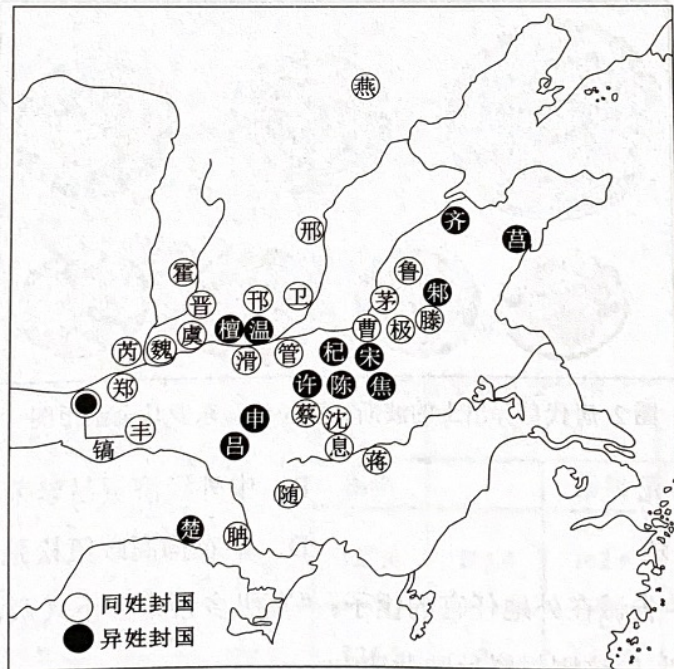 燕
邢
齐
莒
霍
鲁
晋
邗
卫
茅
邾
虞
檀
温
曹
极
滕
芮
魏
滑
管
杞
宋
郑
许
陈
焦
蔡
沈
申
镐
丰
吕
息
蒋
随
楚
聃
同姓封国
异姓封国